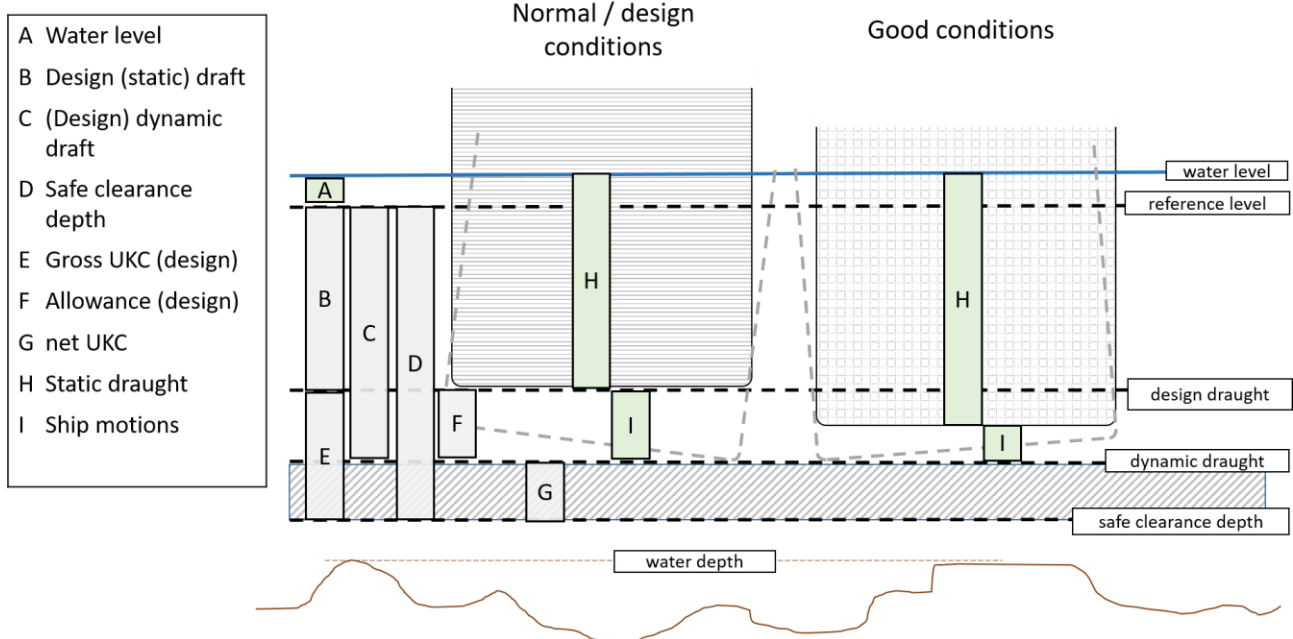 A Water level
B Design (static) draft
C (Design) dynamic
draft
D Safe clearance
depth
E Gross UKC (design)
F Allowance (design)
G net UKC
H Static draught
I Ship motions
Normal / design
conditions
Good conditions
A
B
C
D
E
F
G
H
I
H
I
water level
reference level
design draught
dynamic draught
safe clearance depth
water depth